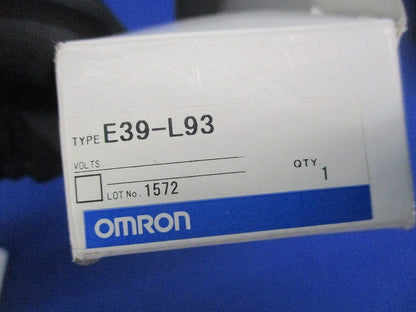 TYPE E39-L93
VOLTS
QTY 1
LOT No. 1572
OMRON